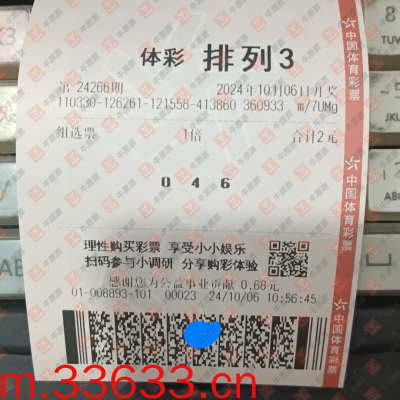 体彩 排列3
第 24266期 2024年10月06日开奖
110330-126261-121558-413860 360933 m/7UMg
组选票 1倍 合计2元
0 4 6
理性购买彩票 享受小小娱乐
扫码参与小调研 分享购彩体验
感谢您为公益事业贡献 0.68元
01-008893-101 00023 24/10/06 10:56:45
中国体育彩票
中国体育彩票
中国体育彩票
m.33633.cn